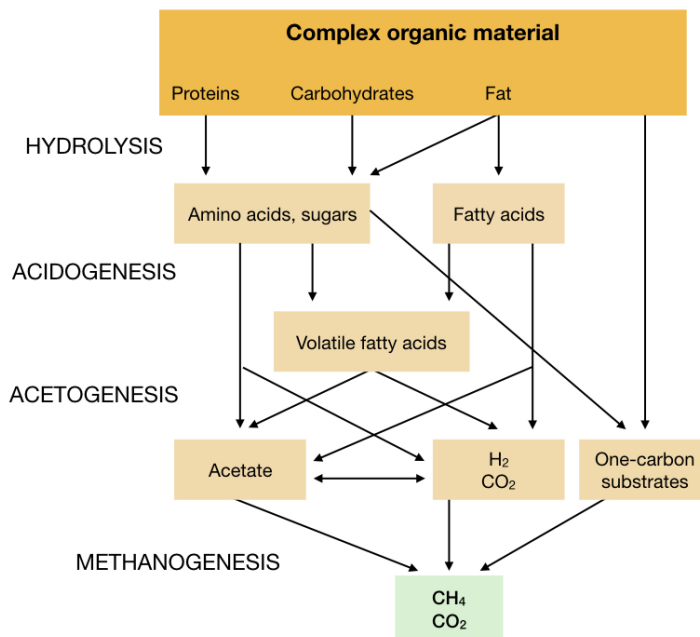 Complex organic material
Proteins
Carbohydrates
Fat
HYDROLYSIS
Amino acids, sugars
Fatty acids
ACIDOGENESIS
Volatile fatty acids
ACETOGENESIS
Acetate
H₂
CO₂
One-carbon
substrates
METHANOGENESIS
CH₄
CO₂